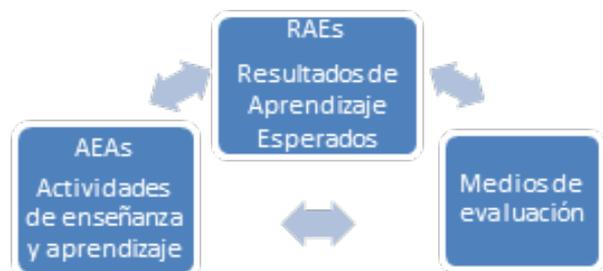 RAEs
Resultados de
Aprendizaje
Esperados
AEAs
Actividades
de enseñanza
y aprendizaje
Medios de
evaluación